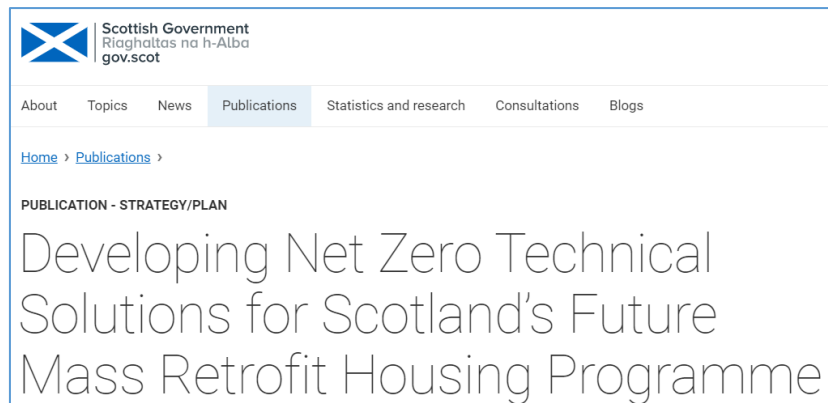 Scottish Government
Riaghaltas na h-Alba
gov.scot
About Topics News Publications Statistics and research Consultations Blogs
Home › Publications ›
PUBLICATION - STRATEGY/PLAN
Developing Net Zero Technical
Solutions for Scotland's Future
Mass Retrofit Housing Programme